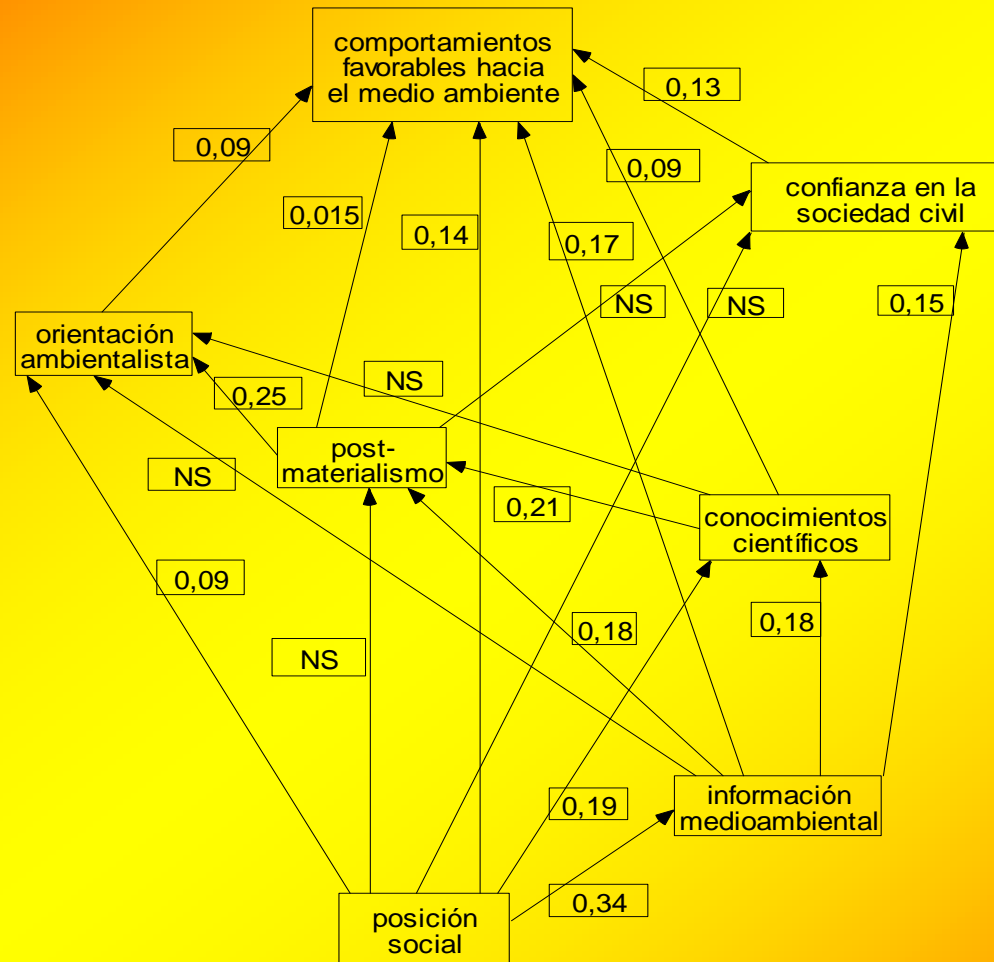 comportamientos
favorables hacia
el medio ambiente
0,13
0,09
0,09
confianza en la
sociedad civil
0,015
0,14
0,17
NS
NS
0,15
orientación
ambientalista
NS
0,25
post-
materialismo
NS
0,21
conocimientos
científicos
0,09
0,18
0,18
NS
información
medioambiental
0,19
0,34
posición
social